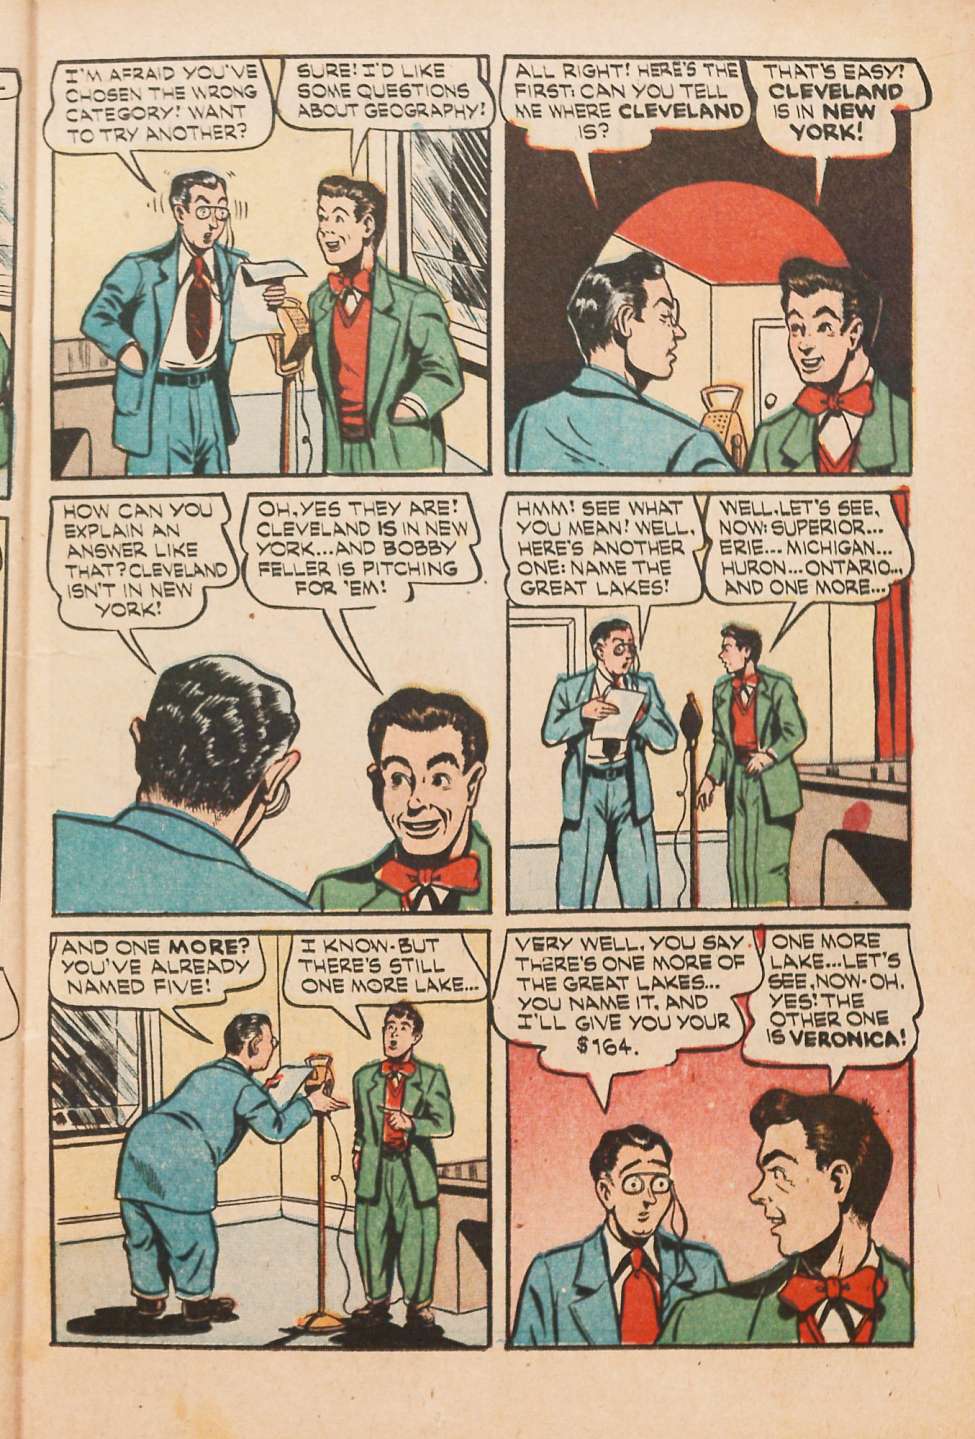 I'M AFRAID YOU'VE
CHOSEN THE WRONG
CATEGORY! WANT
TO TRY ANOTHER?
SURE! I'D LIKE
SOME QUESTIONS
ABOUT GEOGRAPHY!
ALL RIGHT! HERE'S THE
FIRST: CAN YOU TELL
ME WHERE CLEVELAND
IS?
THAT'S EASY!
CLEVELAND
IS IN NEW
YORK!
HOW CAN YOU
EXPLAIN AN
ANSWER LIKE
THAT? CLEVELAND
ISN'T IN NEW
YORK!
OH, YES THEY ARE!
CLEVELAND IS IN NEW
YORK...AND BOBBY
FELLER IS PITCHING
FOR 'EM!
HMM! SEE WHAT
YOU MEAN! WELL,
HERE'S ANOTHER
ONE: NAME THE
GREAT LAKES!
WELL, LET'S SEE,
NOW: SUPERIOR...
ERIE... MICHIGAN...
HURON... ONTARIO...
AND ONE MORE...
AND ONE MORE?
YOU'VE ALREADY
NAMED FIVE!
I KNOW-BUT
THERE'S STILL
ONE MORE LAKE...
VERY WELL, YOU SAY
THERE'S ONE MORE OF
THE GREAT LAKES...
YOU NAME IT, AND
I'LL GIVE YOU YOUR
$164.
ONE MORE
LAKE...LET'S
SEE, NOW-OH,
YES! THE
OTHER ONE
IS VERONICA!